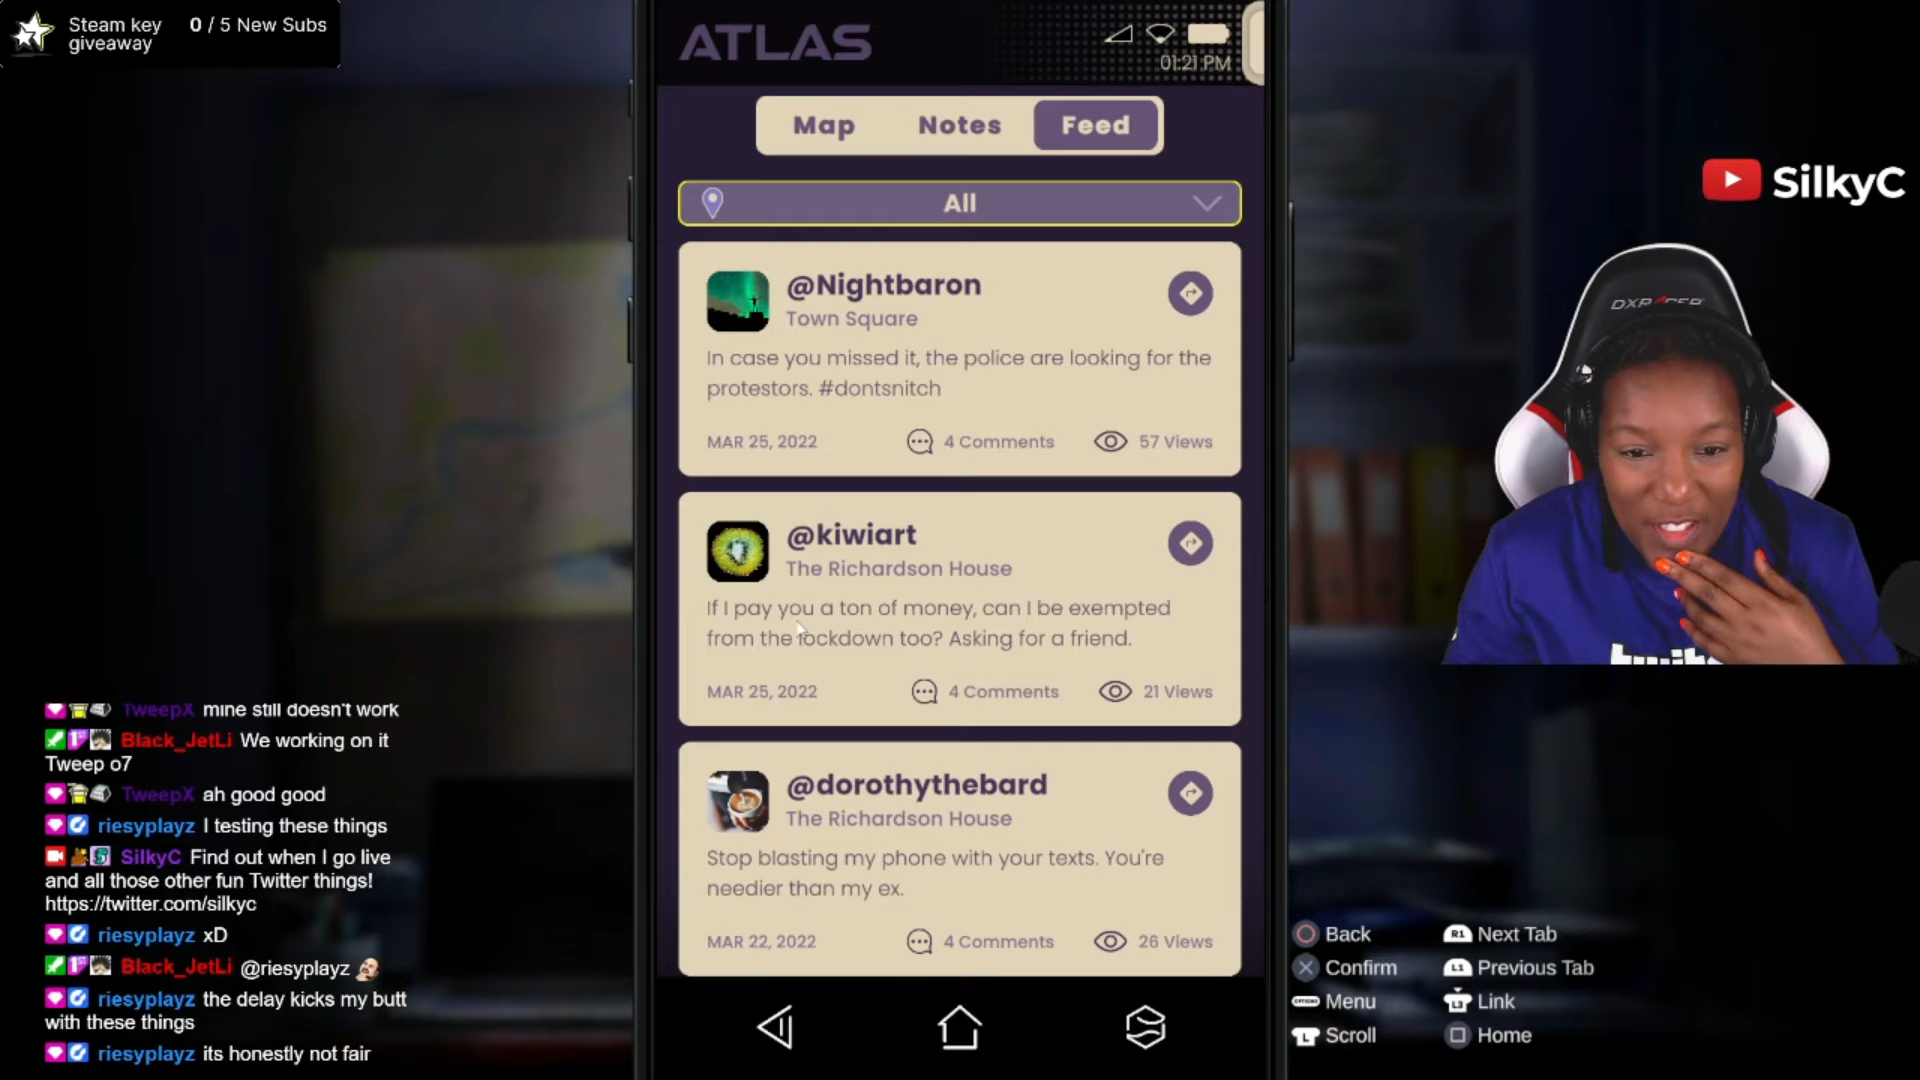 Steam key
giveaway
0 / 5 New Subs
ATLAS
01:21 PM
Map
Notes
Feed
All
@Nightbaron
Town Square
In case you missed it, the police are looking for the
protestors. #dontsnitch
MAR 25, 2022
4 Comments
57 Views
@kiwiart
The Richardson House
If I pay you a ton of money, can I be exempted
from the lockdown too? Asking for a friend.
MAR 25, 2022
4 Comments
21 Views
@dorothythebard
The Richardson House
Stop blasting my phone with your texts. You're
needier than my ex.
MAR 22, 2022
4 Comments
26 Views
SilkyC
DXRACER
TweepX mine still doesn't work
Black_JetLi We working on it
Tweep o7
TweepX ah good good
riesyplayz I testing these things
SilkyC Find out when I go live
and all those other fun Twitter things!
https://twitter.com/silkyc
riesyplayz xD
Black_JetLi @riesyplayz
riesyplayz the delay kicks my butt
with these things
riesyplayz its honestly not fair
Back
R1 Next Tab
Confirm
L1 Previous Tab
OPTIONS Menu
L3 Link
L Scroll
Home